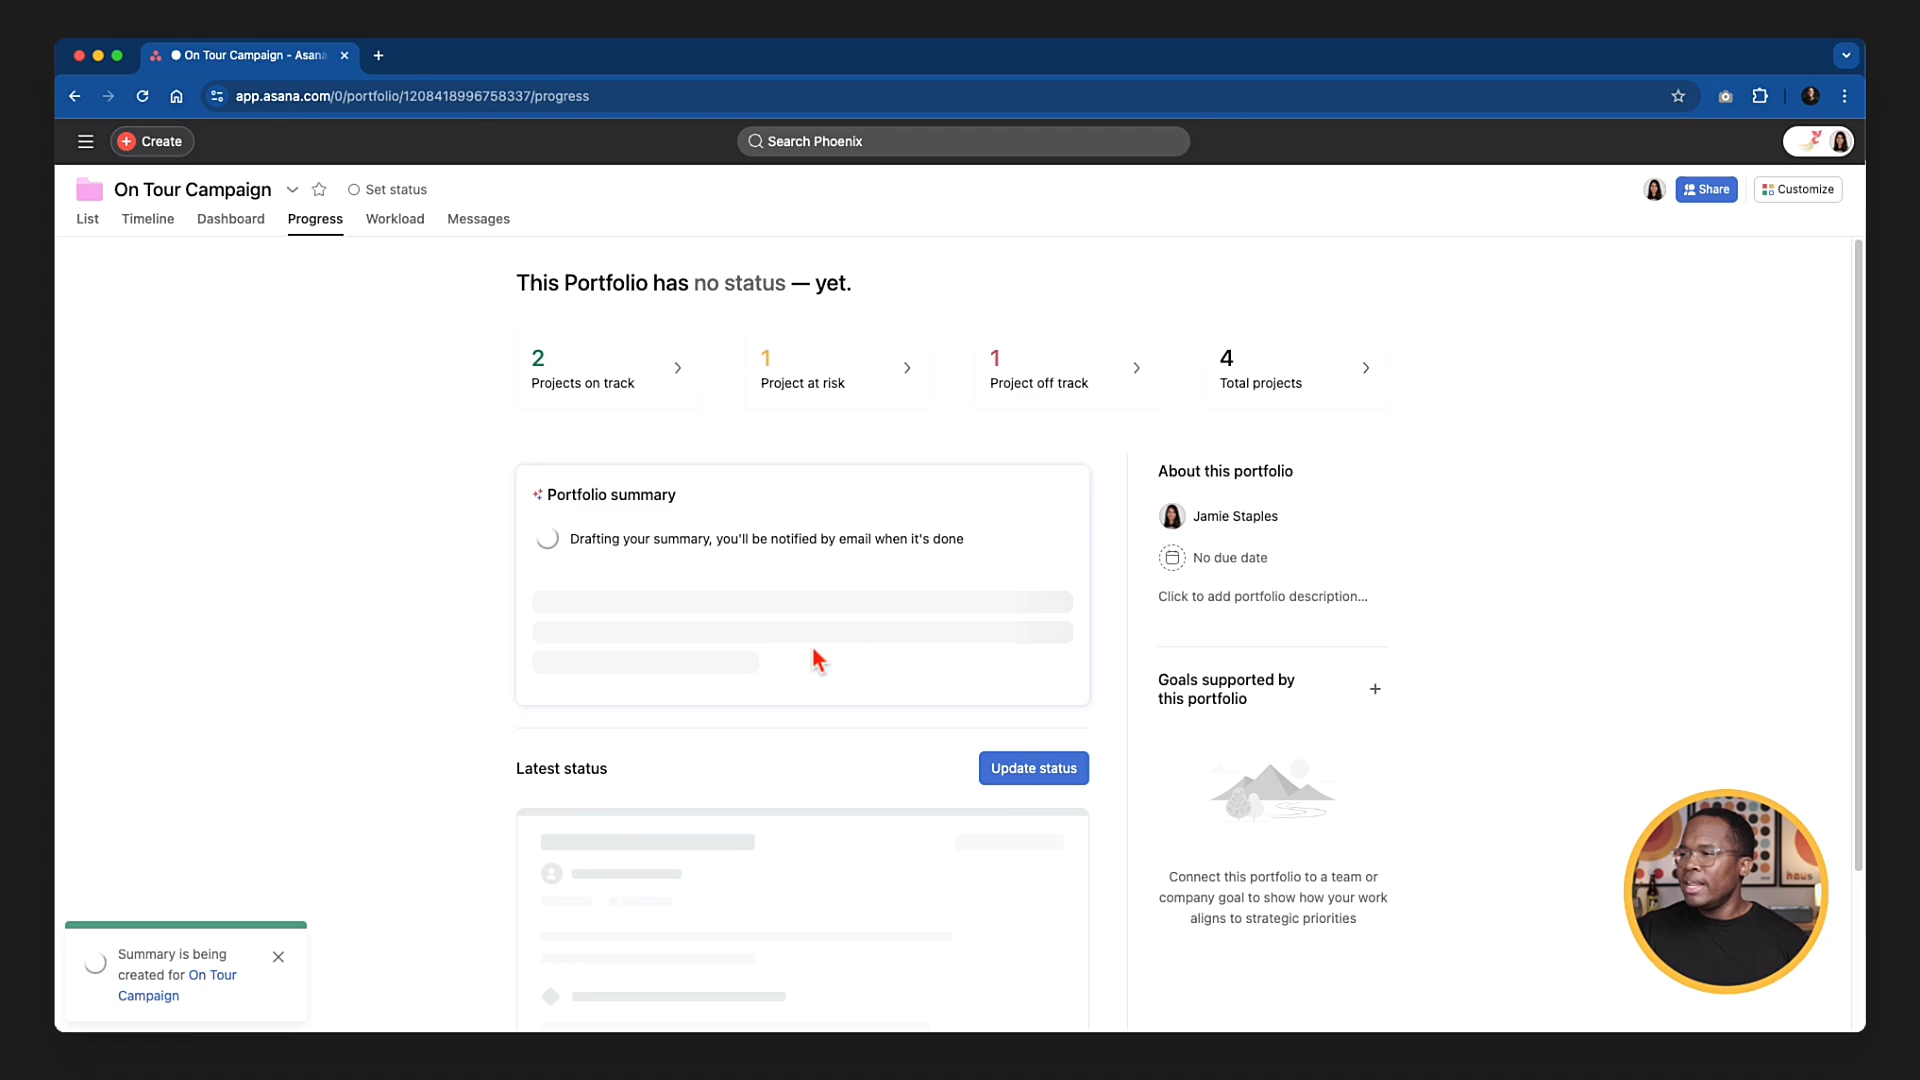 On Tour Campaign - Asana
app.asana.com/0/portfolio/1208418996758337/progress
Create
Search Phoenix
On Tour Campaign
Set status
Share
Customize
List
Timeline
Dashboard
Progress
Workload
Messages
This Portfolio has no status — yet.
2
Projects on track
1
Project at risk
1
Project off track
4
Total projects
Portfolio summary
Drafting your summary, you'll be notified by email when it's done
About this portfolio
Jamie Staples
No due date
Click to add portfolio description...
Goals supported by
this portfolio
Latest status
Update status
Connect this portfolio to a team or
company goal to show how your work
aligns to strategic priorities
Summary is being
created for On Tour
Campaign
haus